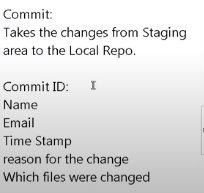 Commit:
Takes the changes from Staging
area to the Local Repo.
Commit ID:
Name
Email
Time Stamp
reason for the change
Which files were changed